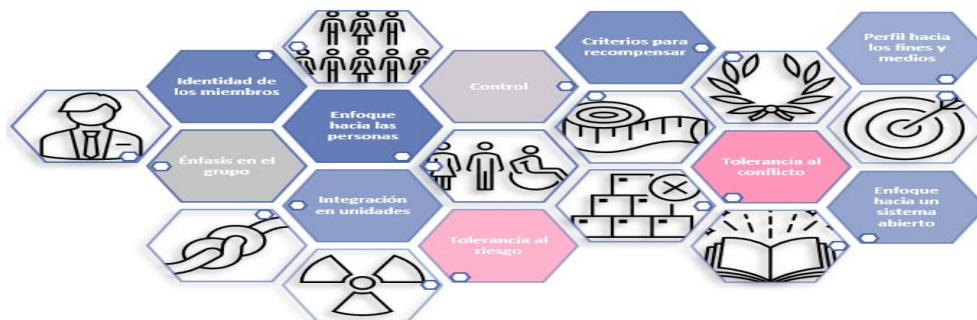 Identidad de
los miembros
Énfasis en el
grupo
Enfoque
hacia las
personas
Integración
en unidades
Control
Tolerancia al
riesgo
Criterios para
recompensar
Tolerancia al
conflicto
Perfil hacia
los fines y
medios
Enfoque
hacia un
sistema
abierto